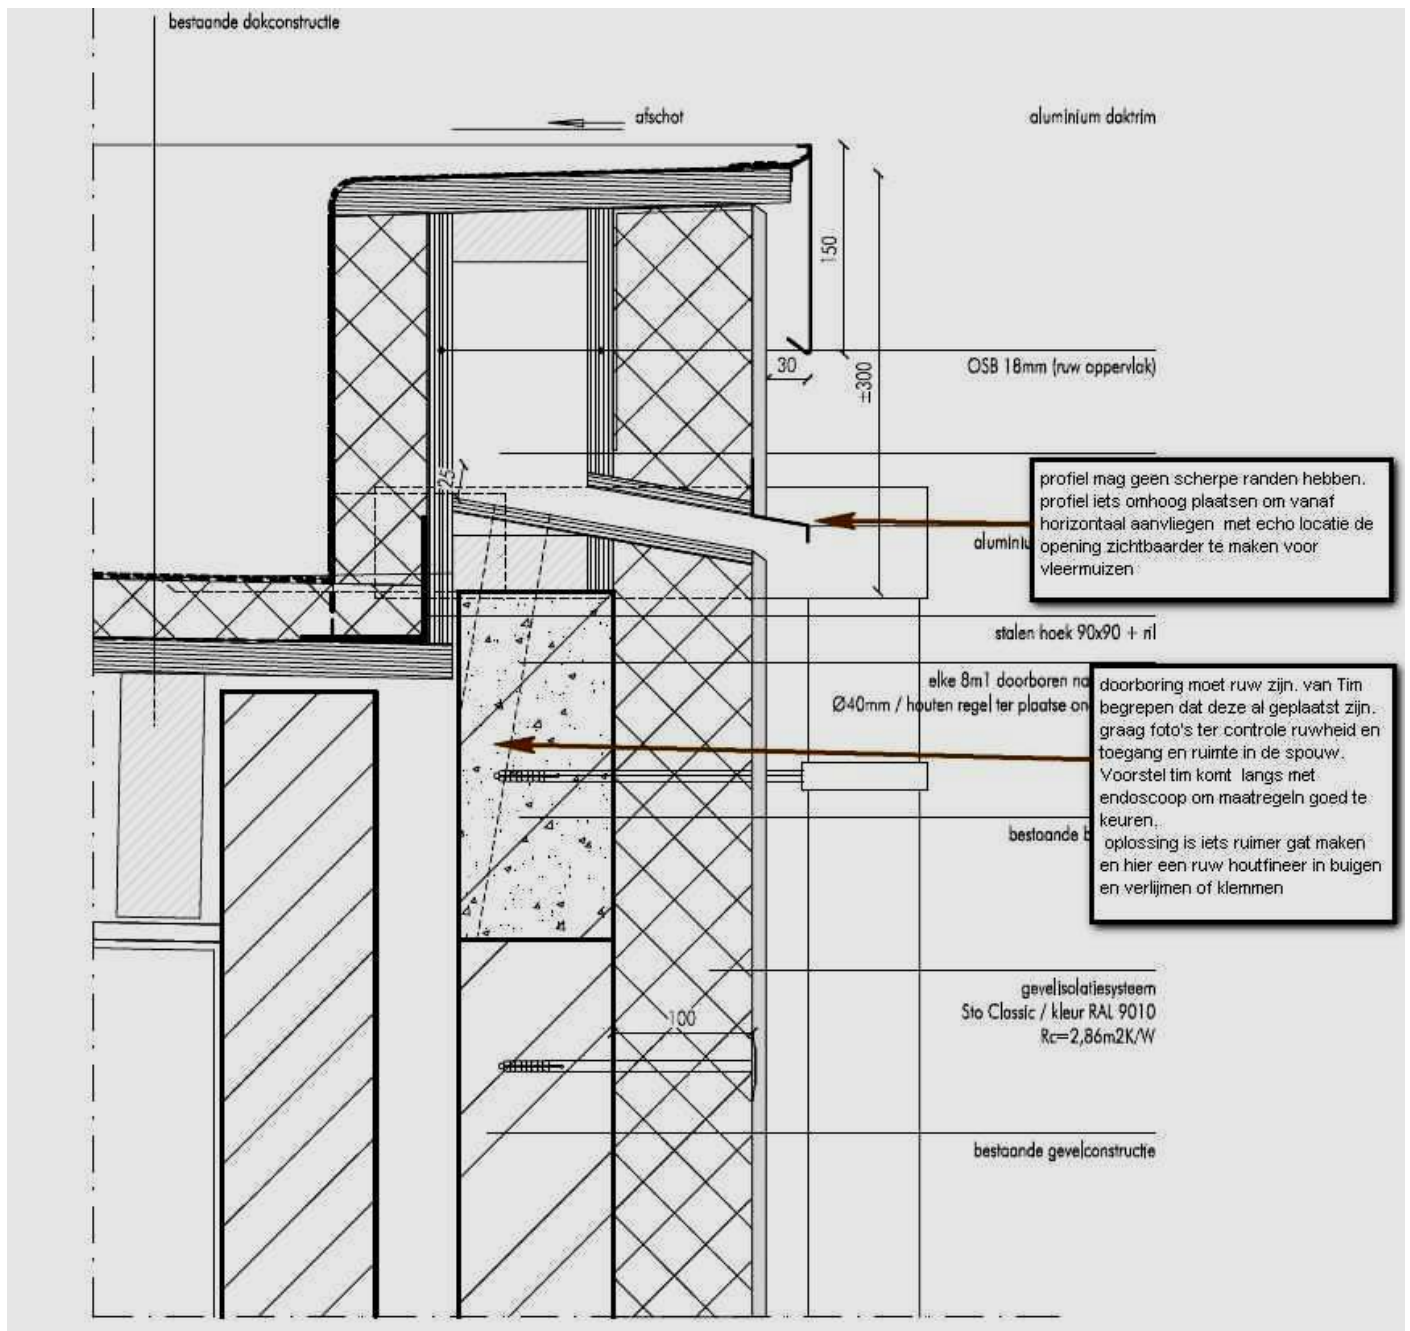 bestaande dakconstructie
afschot
aluminium daktrim
150
30
±300
OSB 18mm (ruw oppervlak)
25
profiel mag geen scherpe randen hebben.
profiel iets omhoog plaatsen om vanaf
horizontaal aanvliegen met echo locatie de
opening zichtbaarder te maken voor
vleermuizen
stalen hoek 90x90 + ril
elke 8m1 doorboren
Ø40mm / houten regel ter plaatse
doorboring moet ruw zijn. van Tim
begrepen dat deze al geplaatst zijn.
graag foto's ter controle ruwheid en
toegang en ruimte in de spouw.
Voorstel tim komt langs met
endoscoop om maatregeln goed te
keuren.
oplossing is iets ruimer gat maken
en hier een ruw houtfineer in buigen
en verlijmen of klemmen
bestaande
gevelisolatiesysteem
Sto Classic / kleur RAL 9010
Rc=2,86m2K/W
100
bestaande gevelconstructie